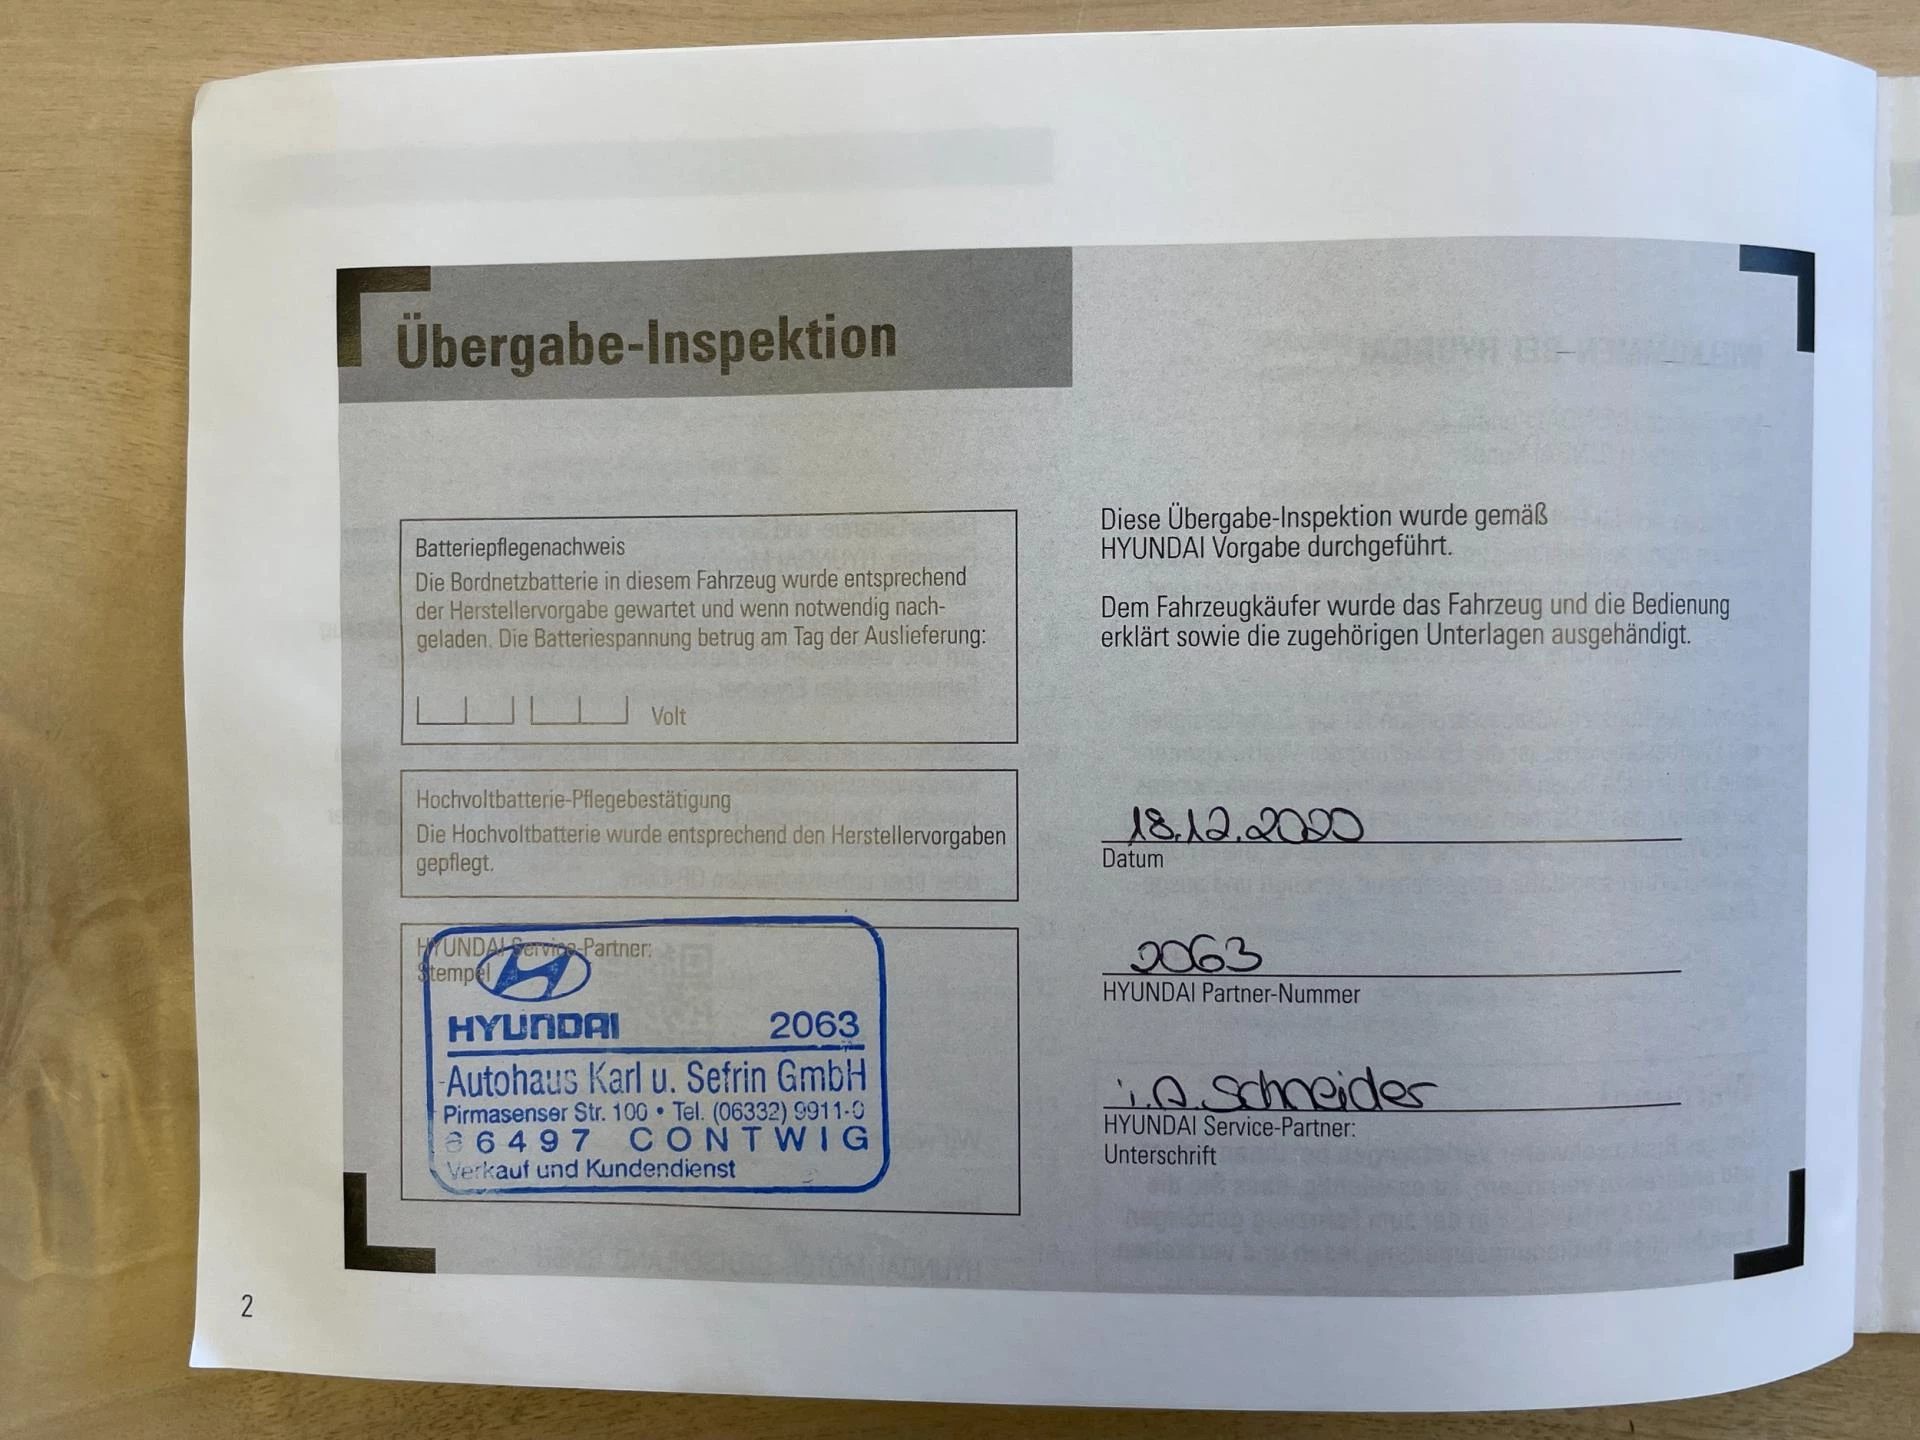 Übergabe-Inspektion
Batteriepflegenachweis
Die Bordnetzbatterie in diesem Fahrzeug wurde entsprechend
der Herstellervorgabe gewartet und wenn notwendig nach-
geladen. Die Batteriespannung betrug am Tag der Auslieferung:
Volt
Hochvoltbatterie-Pflegebestätigung
Die Hochvoltbatterie wurde entsprechend den Herstellervorgaben
gepflegt.
HYUNDAI Service-Partner:
Stempel
HYUNDAI 2063
Autohaus Karl u. Sefrin GmbH
Pirmasenser Str. 100 • Tel. (06332) 9911-0
66497 CONTWIG
Verkauf und Kundendienst
Diese Übergabe-Inspektion wurde gemäß
HYUNDAI Vorgabe durchgeführt.
Dem Fahrzeugkäufer wurde das Fahrzeug und die Bedienung
erklärt sowie die zugehörigen Unterlagen ausgehändigt.
18.12.2020
Datum
2063
HYUNDAI Partner-Nummer
i.A. Schneider
HYUNDAI Service-Partner:
Unterschrift
2